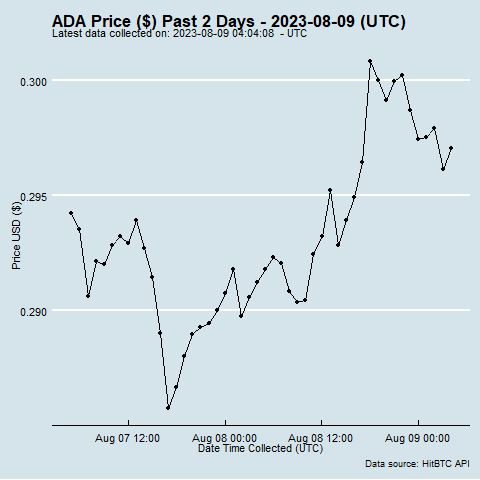 ADA Price ($) Past 2 Days - 2023-08-09 (UTC)
Latest data collected on: 2023-08-09 04:04:08 - UTC
0.300
0.295
0.290
Price USD ($)
Aug 07 12:00 Aug 08 00:00 Aug 08 12:00 Aug 09 00:00
Date Time Collected (UTC)
Data source: HitBTC API